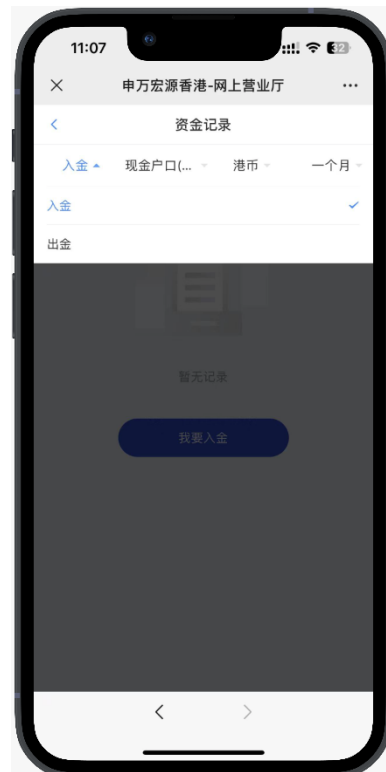 11:07
32
申万宏源香港-网上营业厅
资金记录
入金 现金户口(... 港币 一个月
入金
出金
暂无记录
我要入金